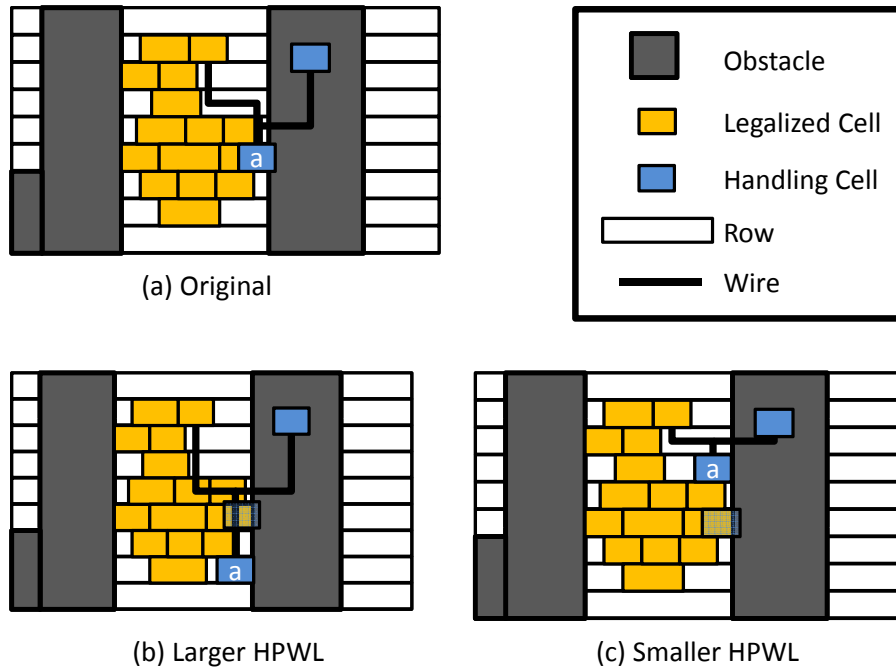 a
(a) Original
Obstacle
Legalized Cell
Handling Cell
Row
Wire
a
(b) Larger HPWL
a
(c) Smaller HPWL